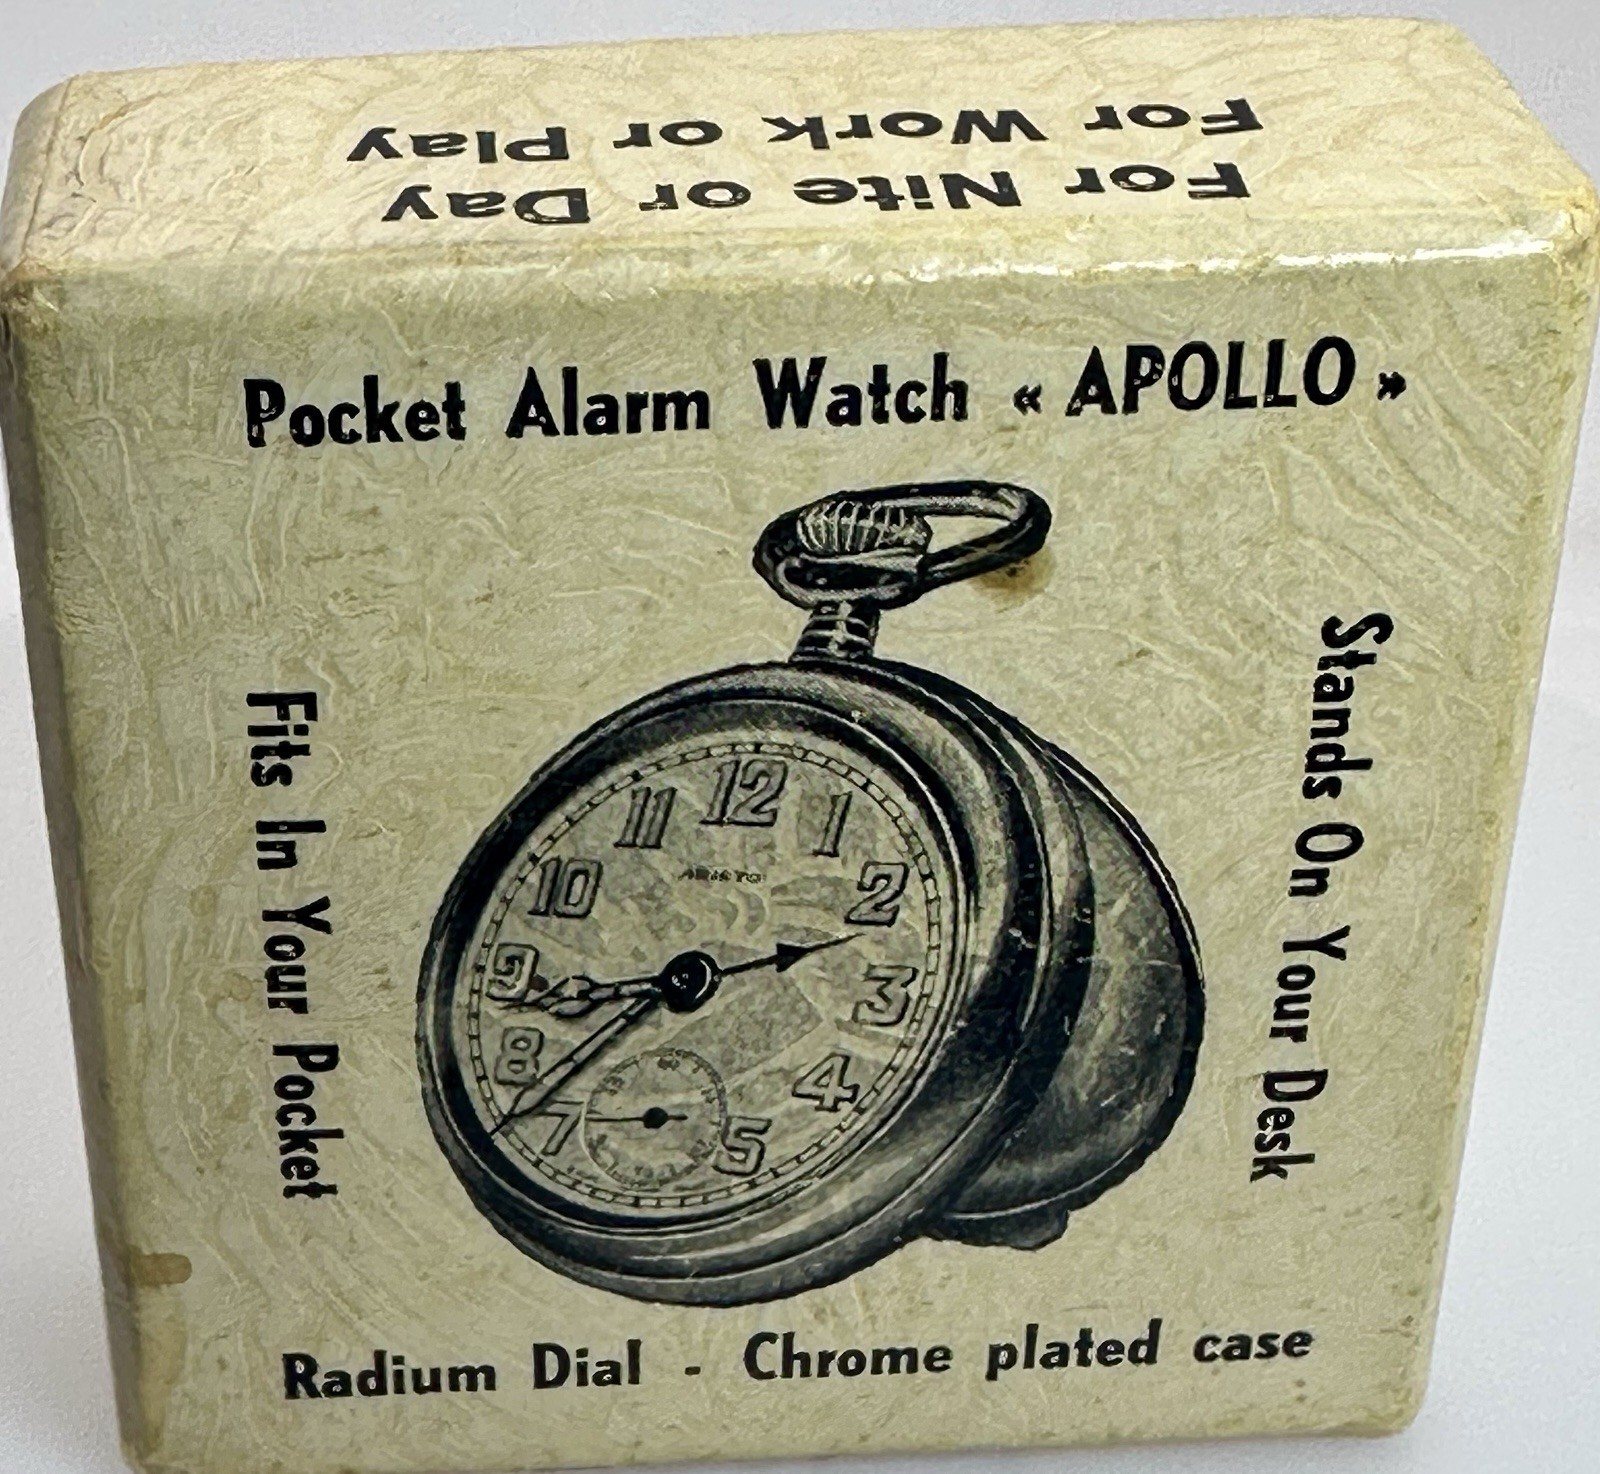 For Work or Play
For Nite or Day
Pocket Alarm Watch « APOLLO »
Fits In Your Pocket
Stands On Your Desk
12
1
2
3
4
5
7
8
9
10
11
Radium Dial - Chrome plated case